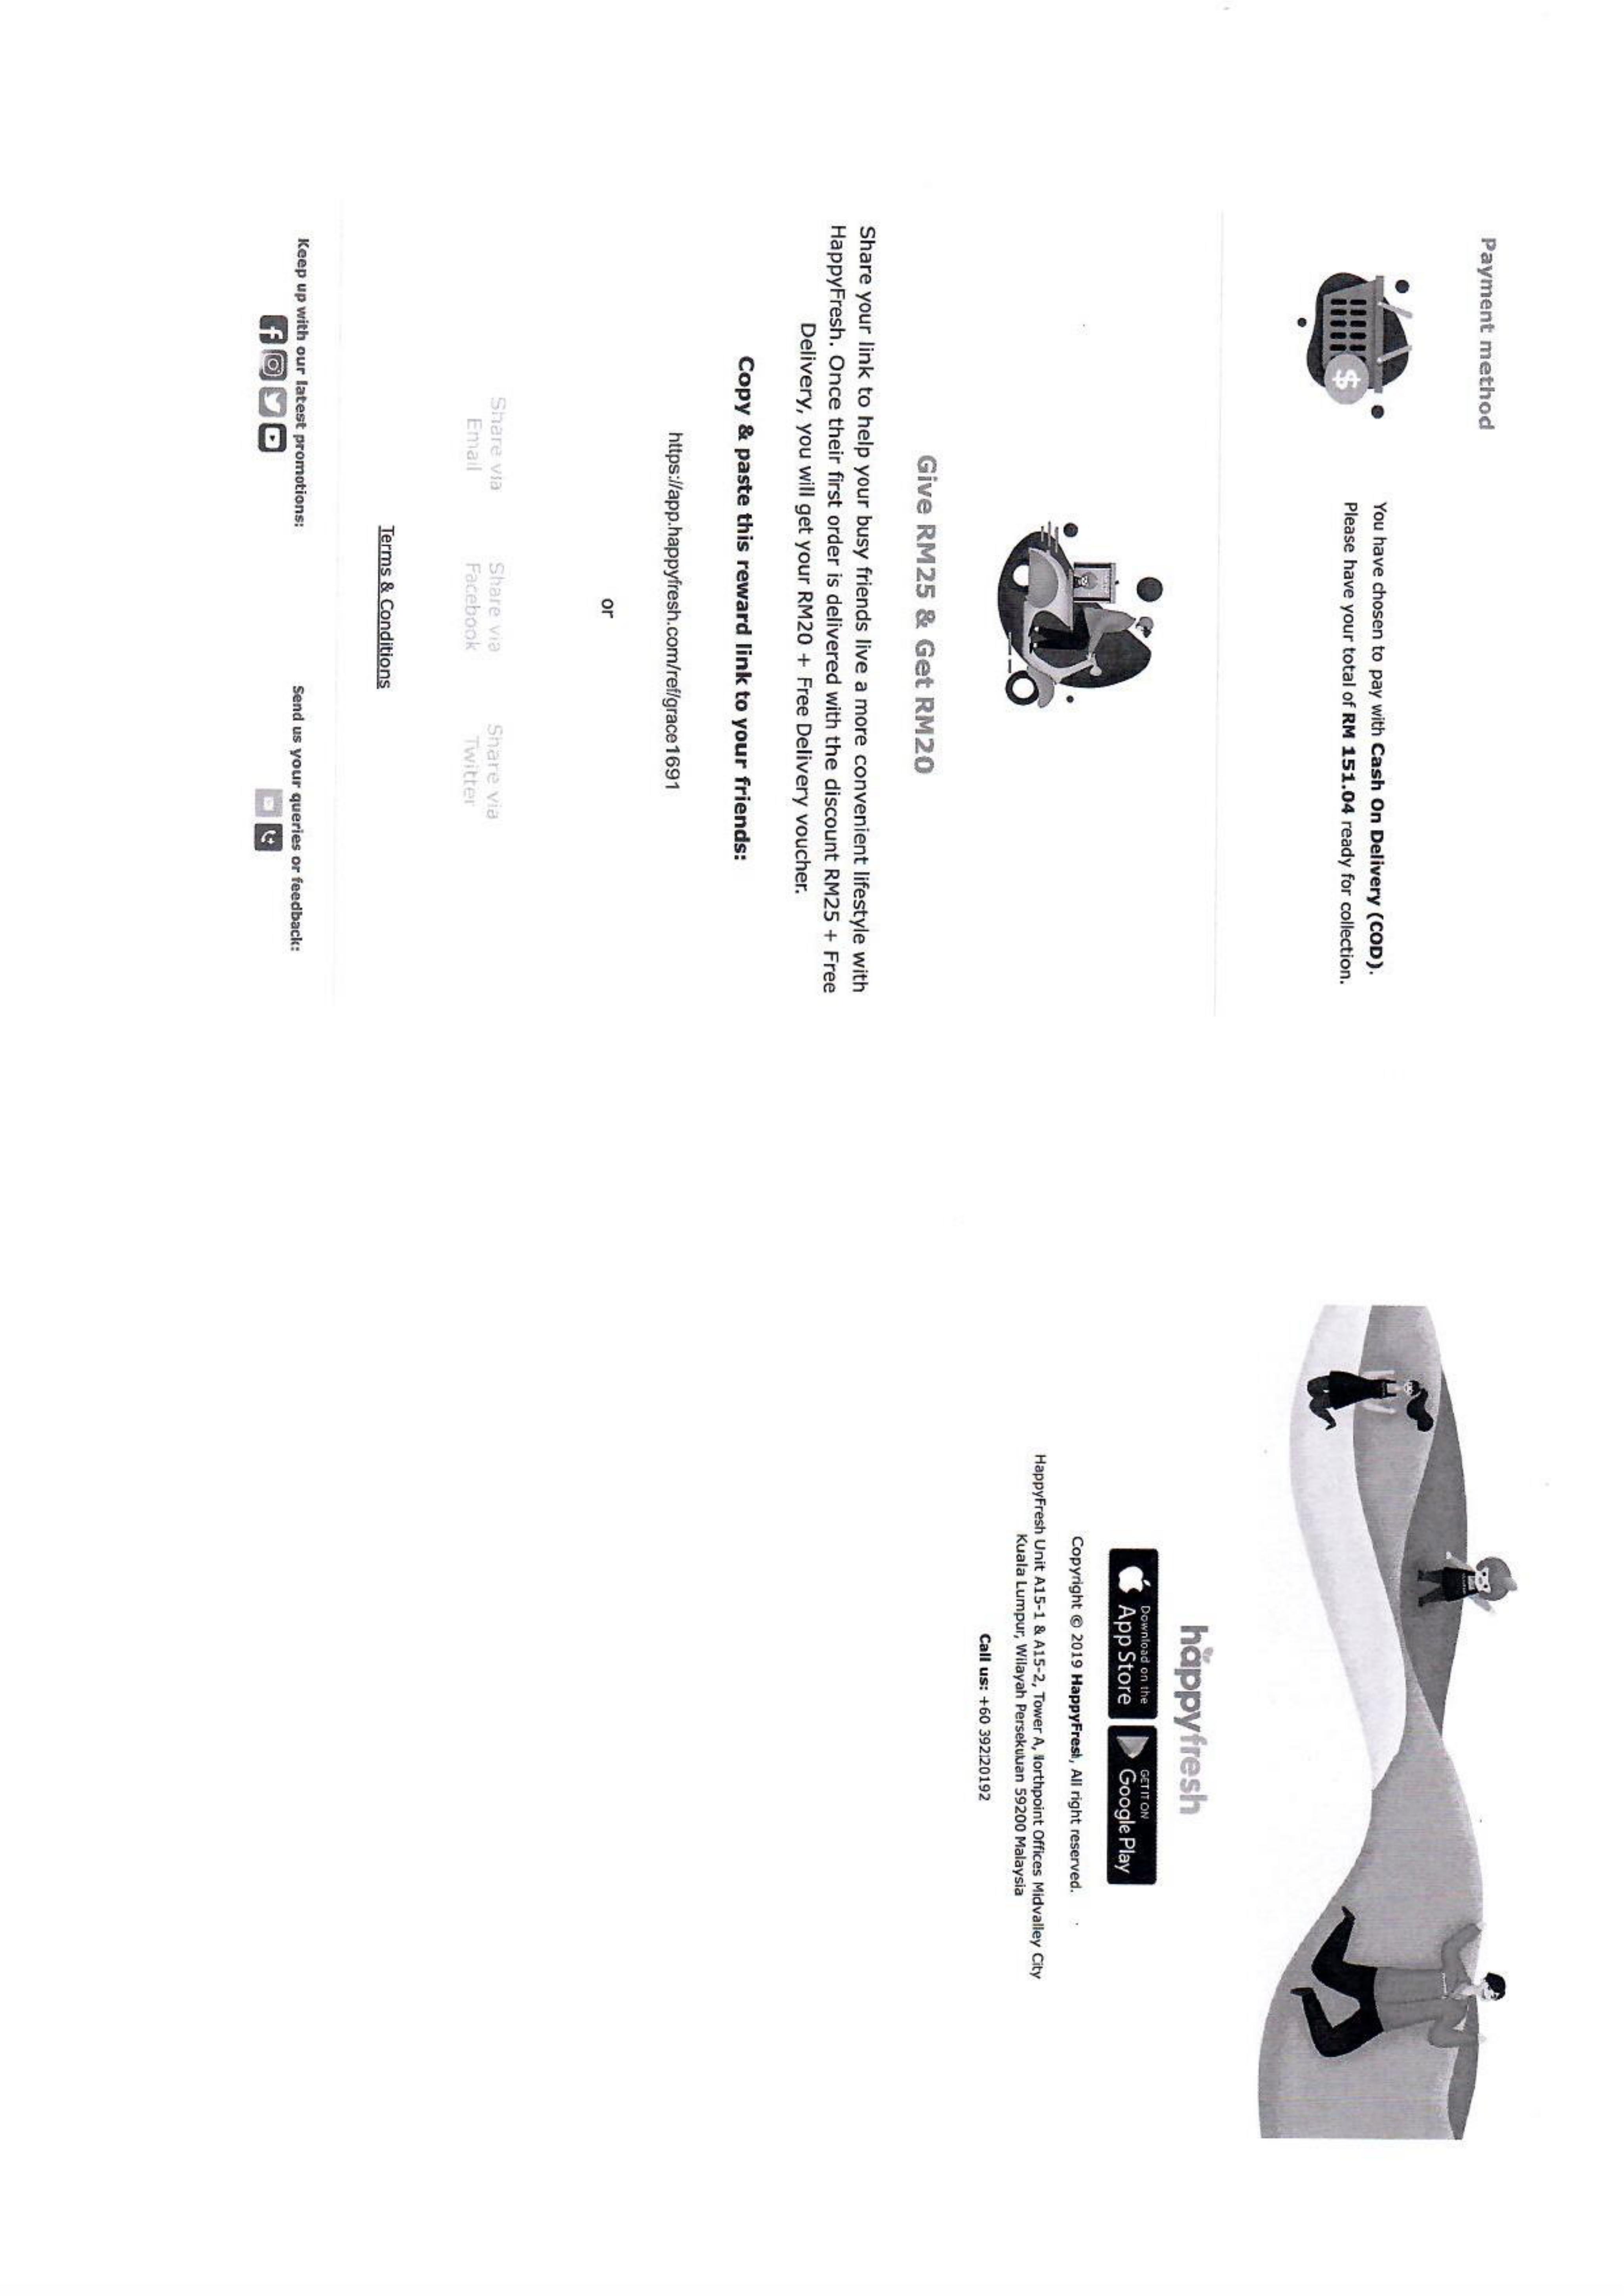 Payment method
$
You have chosen to pay with Cash On Delivery (COD).
Please have your total of RM 151.04 ready for collection.
Give RM25 & Get RM20
Share your link to help your busy friends live a more convenient lifestyle with
HappyFresh. Once their first order is delivered with the discount RM25 + Free
Delivery, you will get your RM20 + Free Delivery voucher.
Copy & paste this reward link to your friends:
https://app.happyfresh.com/ref/grace1691
or
Share via
Email
Share via
Facebook
Share via
Twitter
Terms & Conditions
Keep up with our latest promotions:
Send us your queries or feedback:
happyfresh
Download on the
App Store
GET IT ON
Google Play
Copyright © 2019 HappyFresh, All right reserved.
HappyFresh Unit A15-1 & A15-2, Tower A, Northpoint Offices Midvalley City
Kuala Lumpur, Wilayah Persekutuan 59200 Malaysia
Call us: +60 392120192